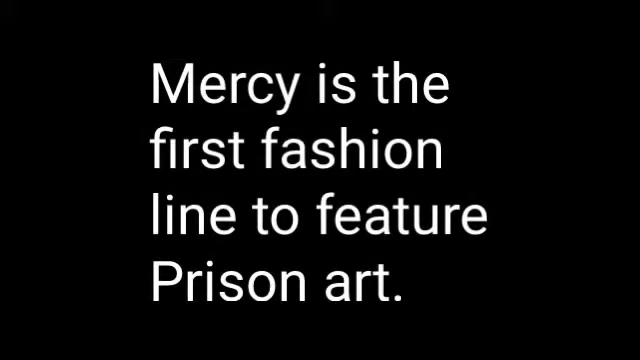 Mercy is the
first fashion
line to feature
Prison art.